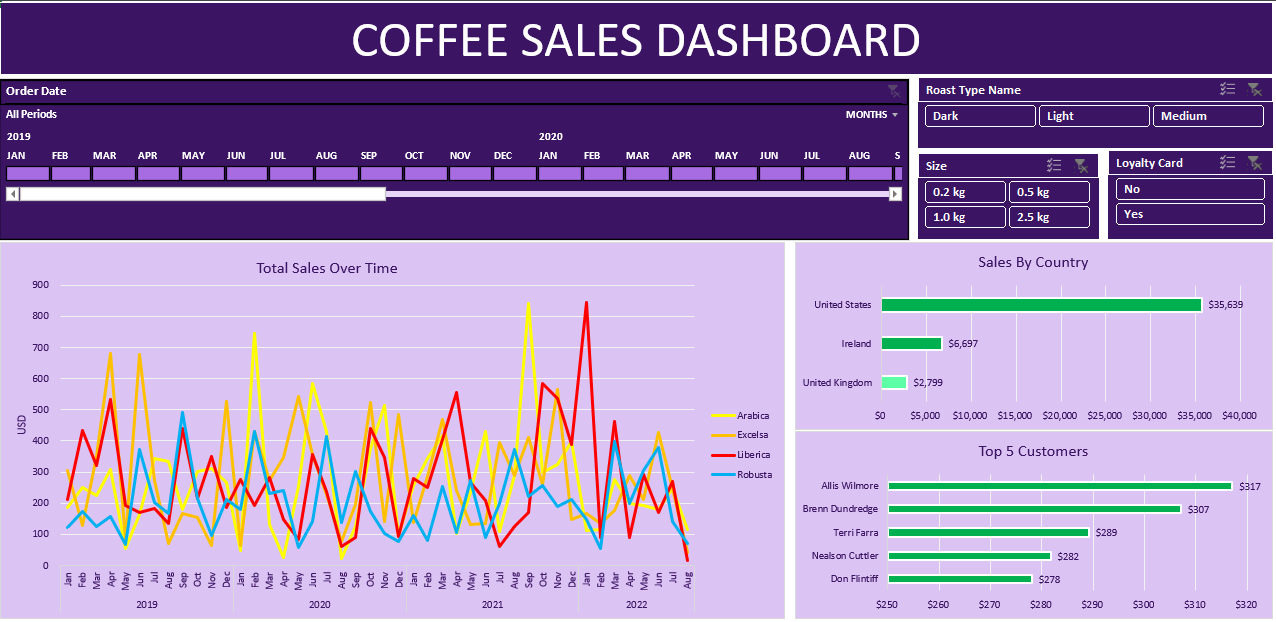 COFFEE SALES DASHBOARD
Order Date
All Periods
MONTHS
2019 2020
JAN FEB MAR APR MAY JUN JUL AUG SEP OCT NOV DEC JAN FEB MAR APR MAY JUN JUL AUG S
Roast Type Name
Dark Light Medium
Size
0.2 kg 0.5 kg
1.0 kg 2.5 kg
Loyalty Card
No
Yes
Total Sales Over Time
900
800
700
600
500
400
300
200
100
0
USD
Jan Feb Mar Apr May Jun Jul Aug Sep Oct Nov Dec Jan Feb Mar Apr May Jun Jul Aug Sep Oct Nov Dec Jan Feb Mar Apr May Jun Jul Aug Sep Oct Nov Dec Jan Feb Mar Apr May Jun Jul Aug
2019 2020 2021 2022
Arabica
Excelsa
Liberica
Robusta
Sales By Country
United States $35,639
Ireland $6,697
United Kingdom $2,799
$0 $5,000 $10,000 $15,000 $20,000 $25,000 $30,000 $35,000 $40,000
Top 5 Customers
Allis Wilmore $317
Brenn Dundredge $307
Terri Farra $289
Nealson Cuttler $282
Don Flintiff $278
$250 $260 $270 $280 $290 $300 $310 $320